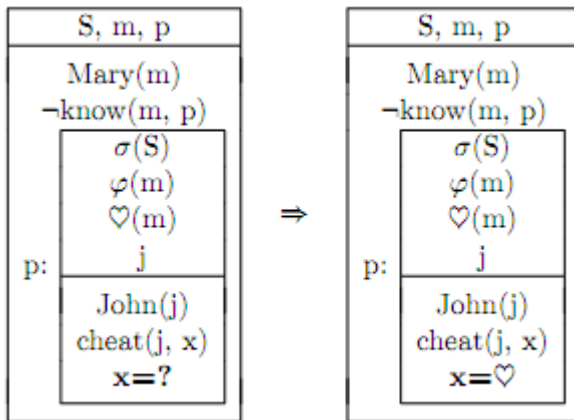 S, m, p
Mary(m)
¬know(m, p)
σ(S)
φ(m)
♡(m)
j
p:
John(j)
cheat(j, x)
x=?
⇒
S, m, p
Mary(m)
¬know(m, p)
σ(S)
φ(m)
♡(m)
j
p:
John(j)
cheat(j, x)
x=♡